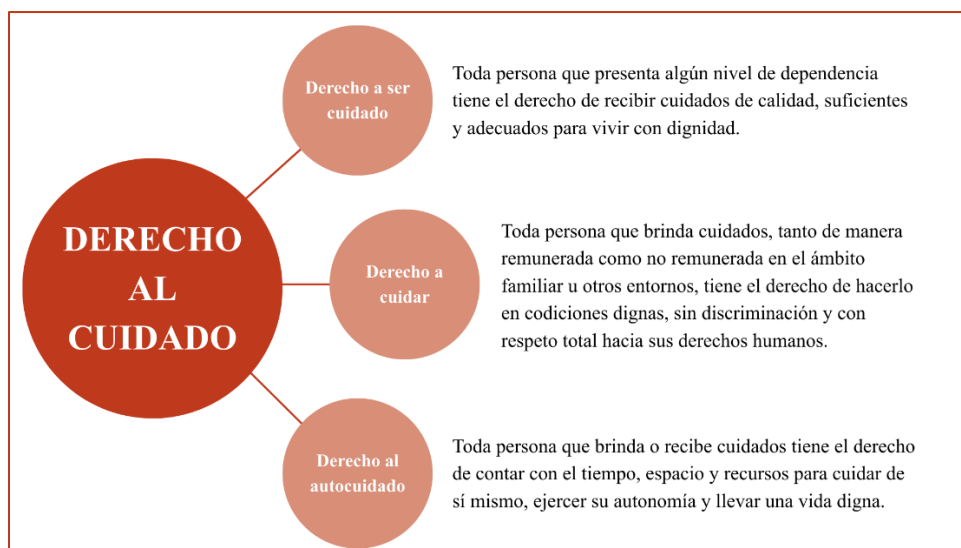 DERECHO
AL
CUIDADO
Derecho a ser
cuidado
Toda persona que presenta algún nivel de dependencia
tiene el derecho de recibir cuidados de calidad, suficientes
y adecuados para vivir con dignidad.
Derecho a
cuidar
Toda persona que brinda cuidados, tanto de manera
remunerada como no remunerada en el ámbito
familiar u otros entornos, tiene el derecho de hacerlo
en codiciones dignas, sin discriminación y con
respeto total hacia sus derechos humanos.
Derecho al
autocuidado
Toda persona que brinda o recibe cuidados tiene el derecho
de contar con el tiempo, espacio y recursos para cuidar de
sí mismo, ejercer su autonomía y llevar una vida digna.